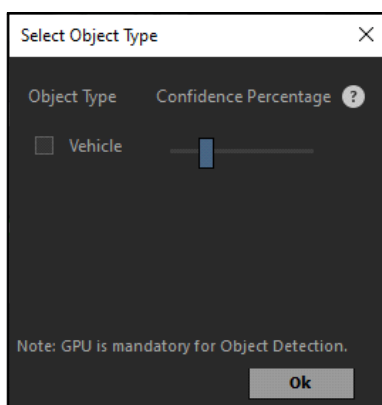 Select Object Type
Object Type Confidence Percentage ?
Vehicle
Note: GPU is mandatory for Object Detection.
Ok